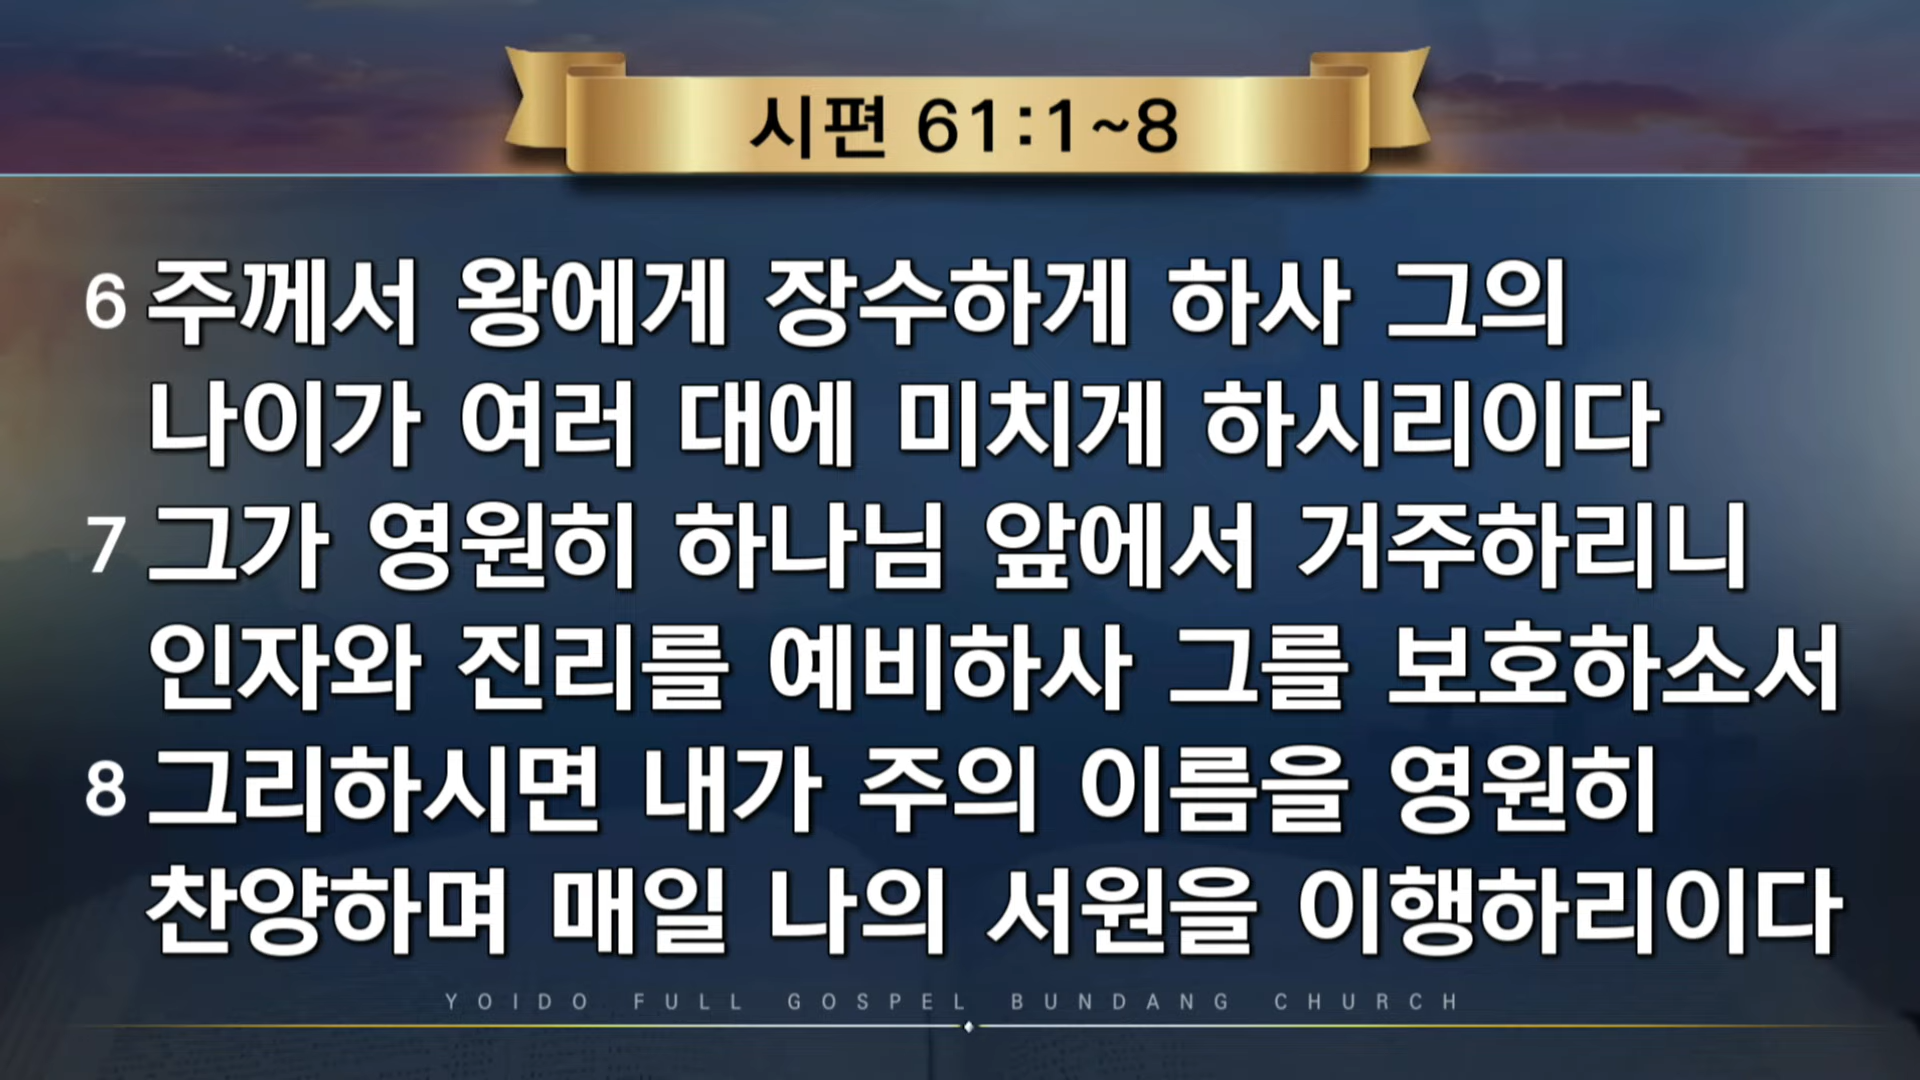 시편 61:1~8
6 주께서 왕에게 장수하게 하사 그의
나이가 여러 대에 미치게 하시리이다
7 그가 영원히 하나님 앞에서 거주하리니
인자와 진리를 예비하사 그를 보호하소서
8 그리하시면 내가 주의 이름을 영원히
찬양하며 매일 나의 서원을 이행하리이다
YOIDO FULL GOSPEL BUNDANG CHURCH